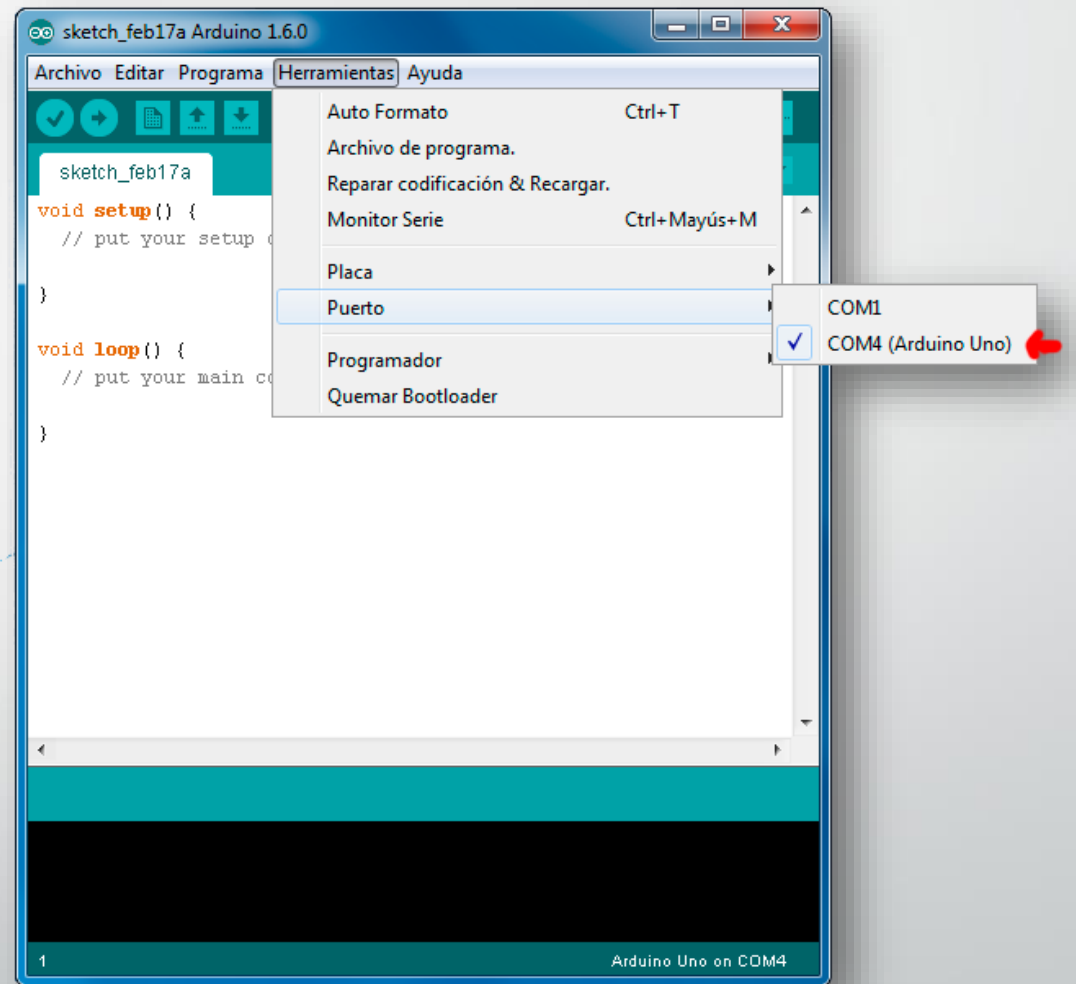 sketch_feb17a Arduino 1.6.0
Archivo Editar Programa Herramientas Ayuda
Auto Formato Ctrl+T
Archivo de programa.
Reparar codificación & Recargar.
Monitor Serie Ctrl+Mayús+M
Placa
Puerto
Programador
Quemar Bootloader
COM1
COM4 (Arduino Uno)
sketch_feb17a
void setup() {
// put your setup
}
void loop() {
// put your main
}
1 Arduino Uno on COM4